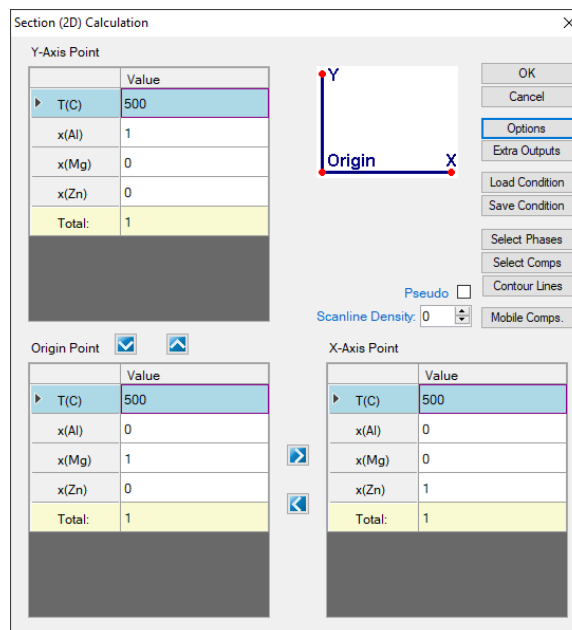 Section (2D) Calculation
Y-Axis Point
Value
T(C) 500
x(Al) 1
x(Mg) 0
x(Zn) 0
Total: 1
Y
Origin X
OK
Cancel
Options
Extra Outputs
Load Condition
Save Condition
Select Phases
Select Comps
Contour Lines
Mobile Comps.
Pseudo
Scanline Density: 0
Origin Point
Value
T(C) 500
x(Al) 0
x(Mg) 1
x(Zn) 0
Total: 1
X-Axis Point
Value
T(C) 500
x(Al) 0
x(Mg) 0
x(Zn) 1
Total: 1